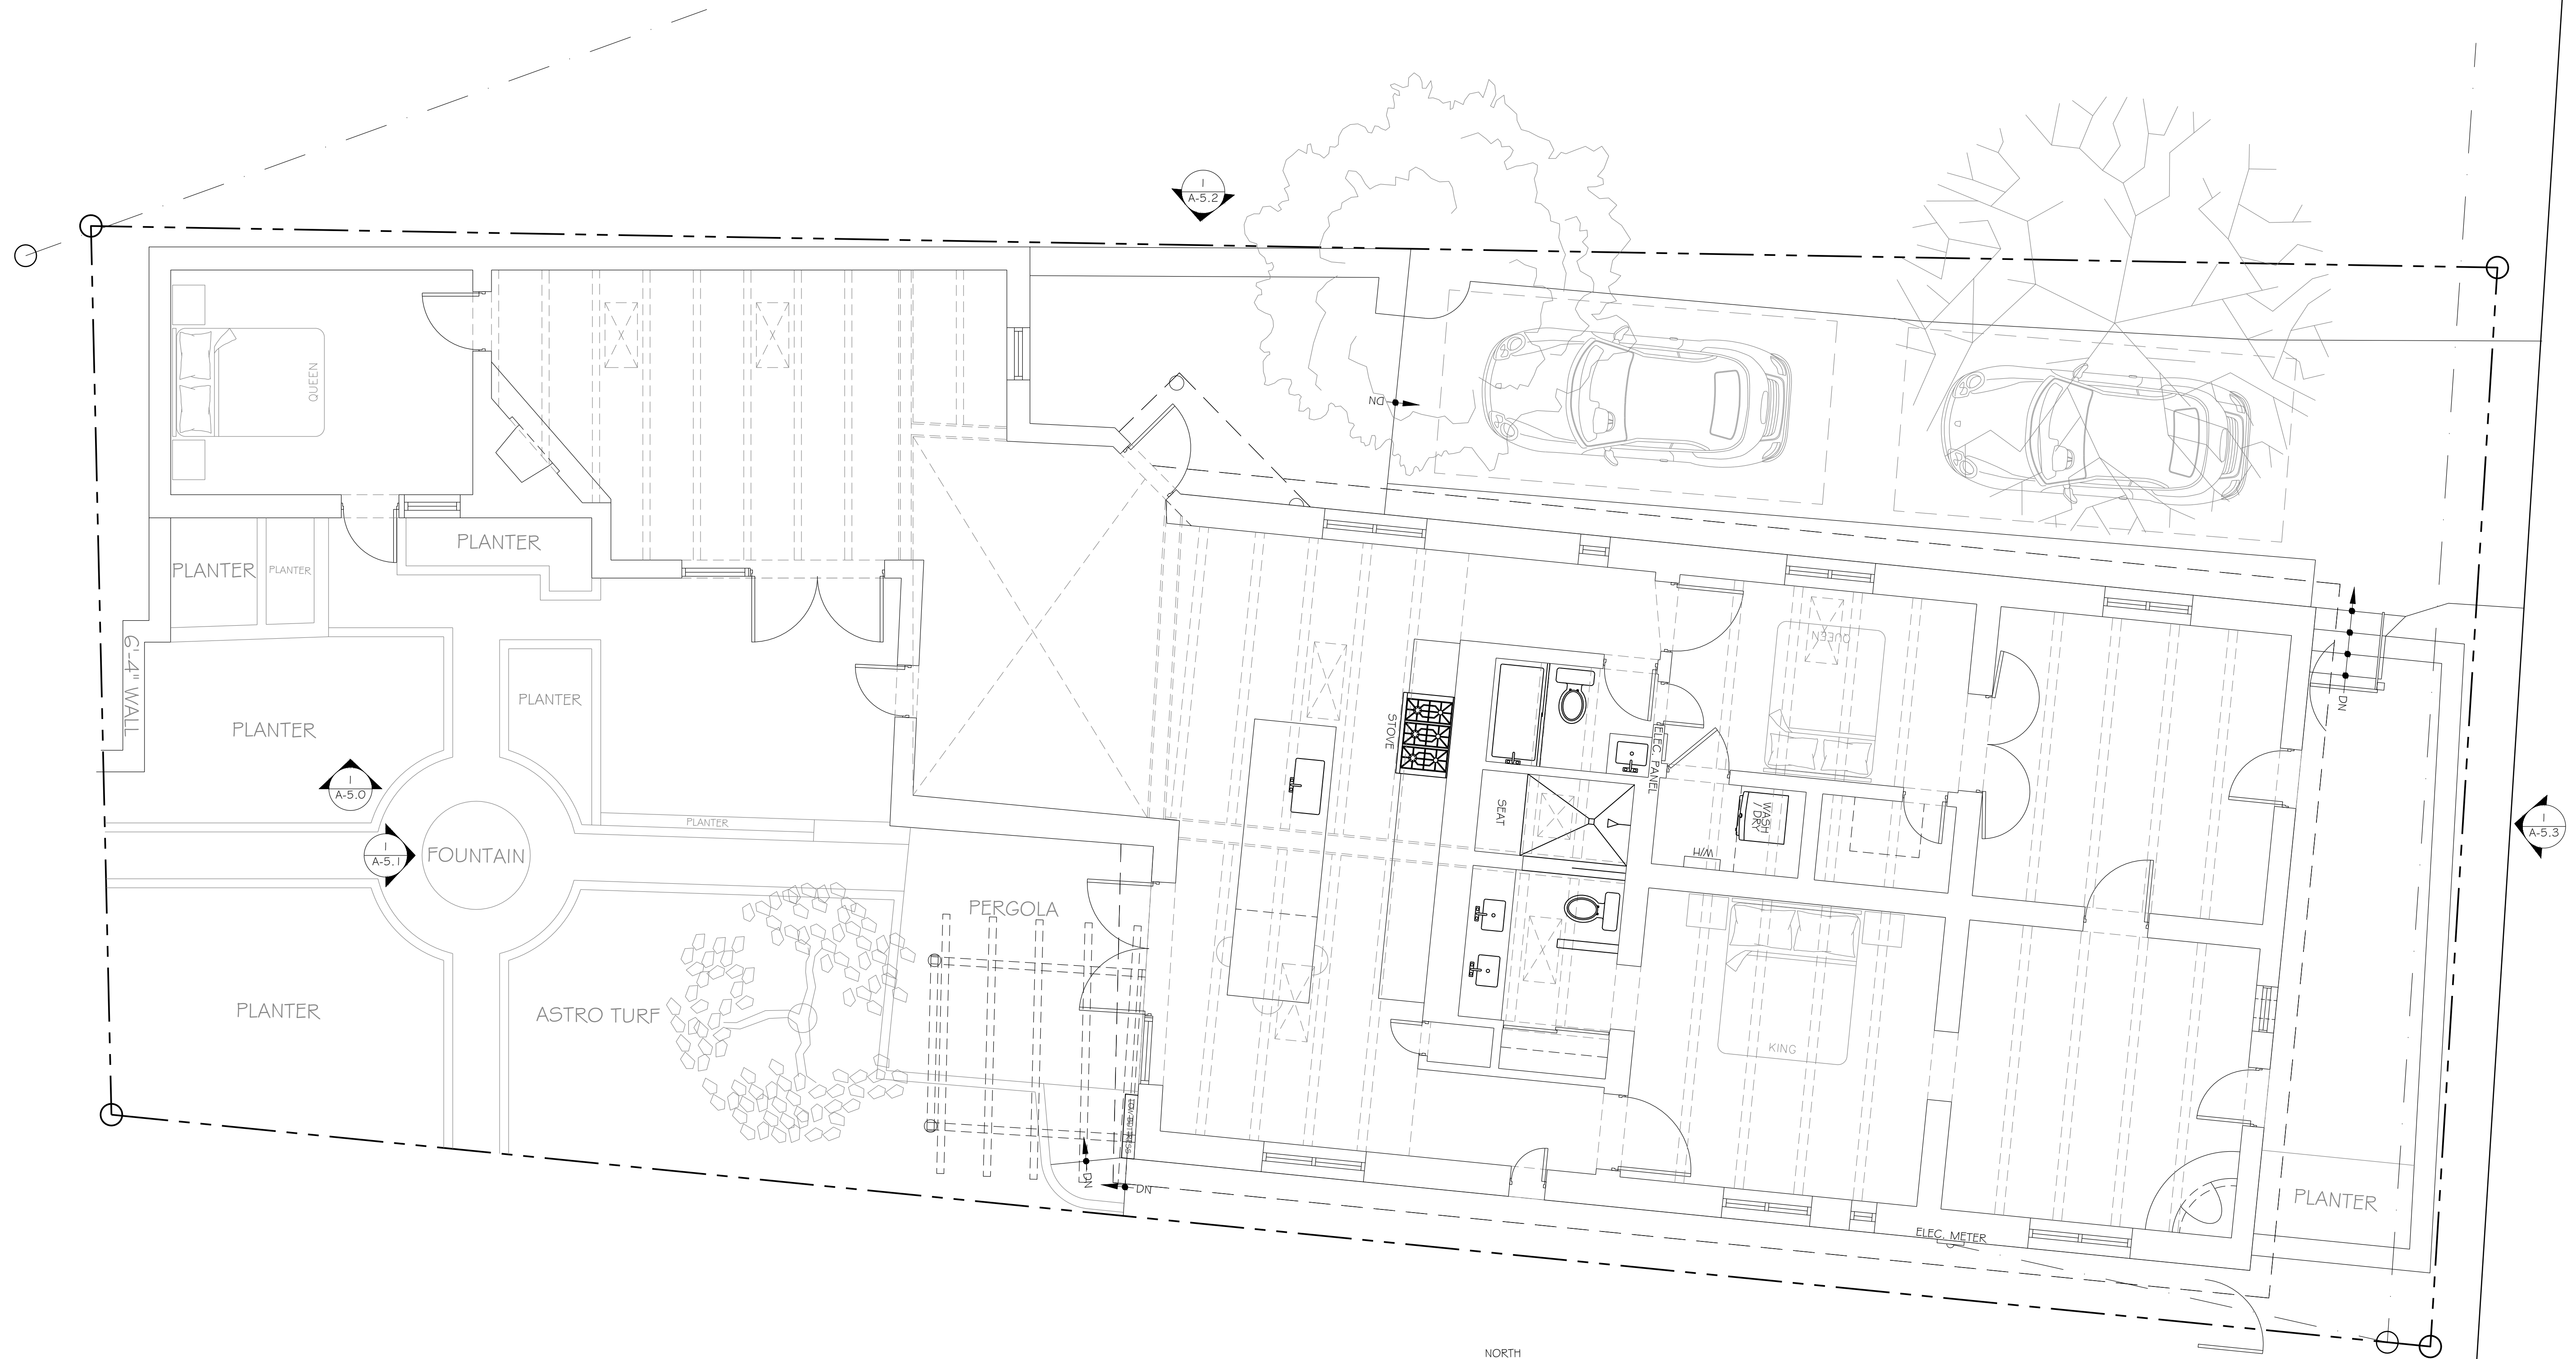 1
A-5.2
QUEEN
DN
PLANTER
PLANTER
PLANTER
6'-4" WALL
PLANTER
PLANTER
STOVE
ELEC. PANEL
QUEEN
DN
1
A-5.0
SEAT
WASH
/ DRY
W/H
PLANTER
1
A-5.1
FOUNTAIN
1
A-5.3
PERGOLA
PLANTER
ASTRO TURF
KING
DN
DN
PLANTER
ELEC. METER
NORTH